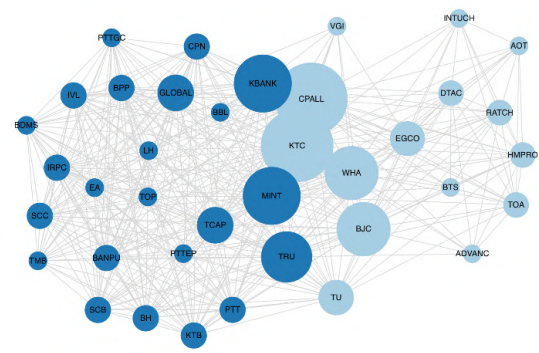 INTUCH
VGI
PTTGC
CPN
AOT
KBANK
BPP
GLOBAL
IVL
DTAC
CPALL
BBL
RATCH
BDMS
EGCO
KTC
LH
HMPRO
IRPC
WHA
EA
BTS
TOP
MINT
TOA
SCC
TCAP
BJC
PTTEP
ADVANC
TRU
BANPU
TMB
TU
SCB
PTT
BH
KTB